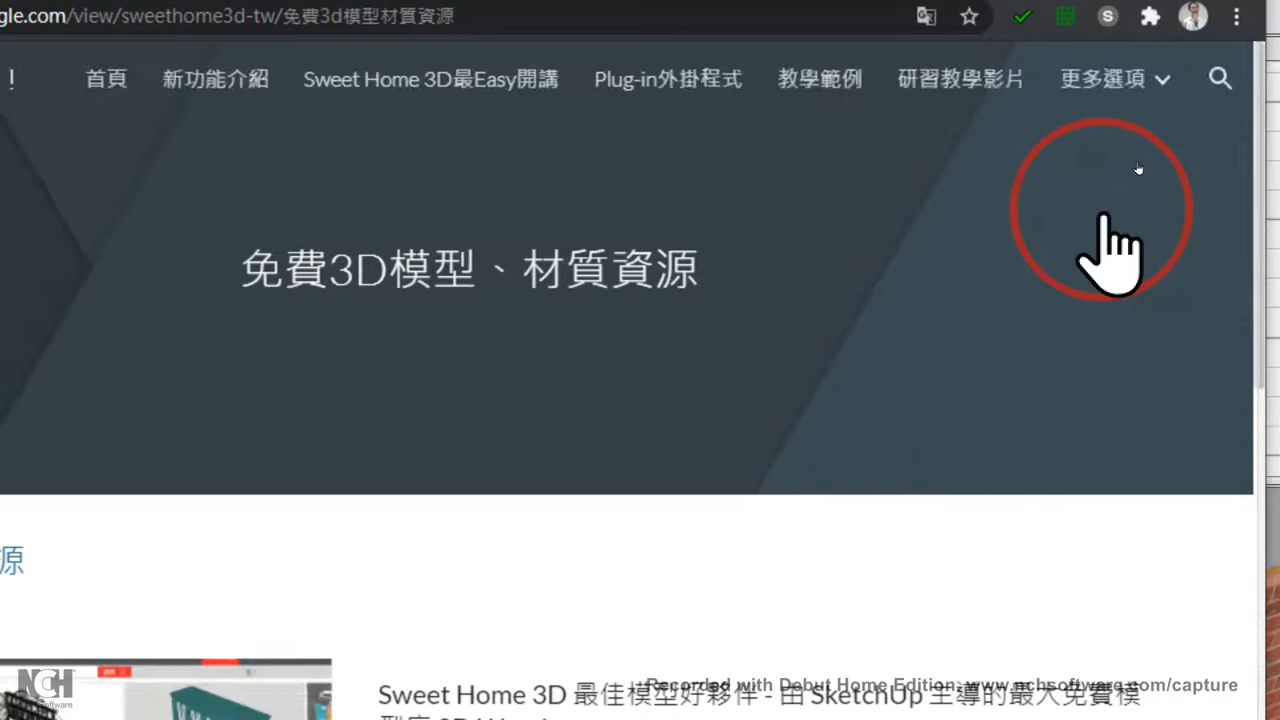 gle.com/view/sweethome3d-tw/免費3d模型材質資源
！ 首頁 新功能介紹 Sweet Home 3D最Easy開講 Plug-in外掛程式 教學範例 研習教學影片 更多選項
免費3D模型、材質資源
源
Sweet Home 3D 最佳模型好夥伴 - 由 SketchUp 主導的最大免費模
Recorded with Debut Home Edition: www.nchsoftware.com/capture
NCH Software